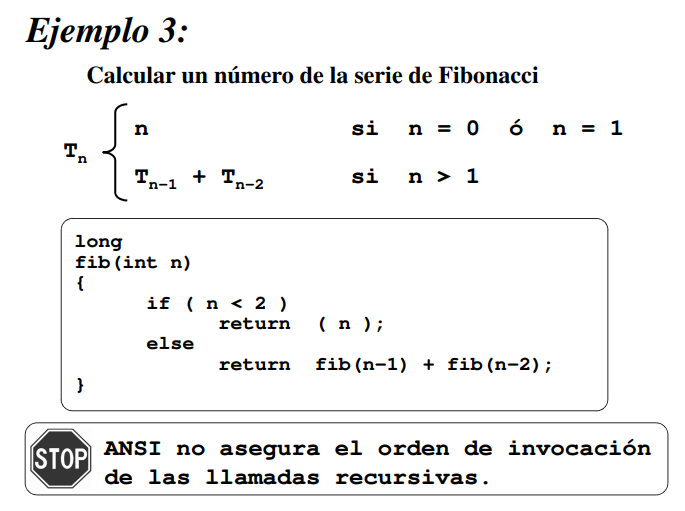 Ejemplo 3:
Calcular un número de la serie de Fibonacci
n si n = 0 ó n = 1
Tn
Tn-1 + Tn-2 si n > 1
long
fib(int n)
{
if ( n < 2 )
return ( n );
else
return fib(n-1) + fib(n-2);
}
STOP
ANSI no asegura el orden de invocación
de las llamadas recursivas.